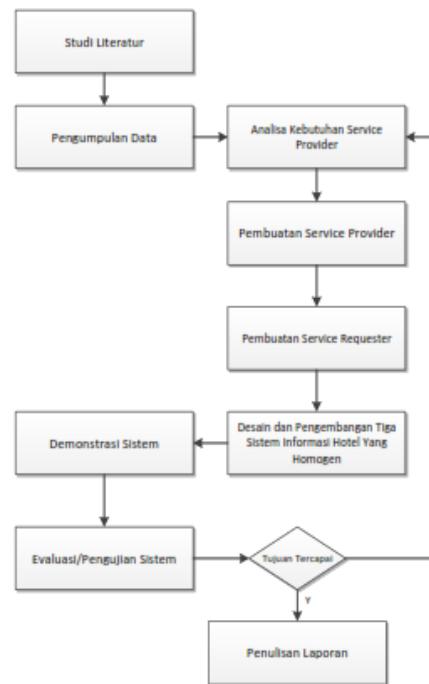 Studi Literatur
Pengumpulan Data
Analisa Kebutuhan Service
Provider
Pembuatan Service Provider
Pembuatan Service Requester
Desain dan Pengembangan Tiga
Sistem Informasi Hotel Yang
Homogen
Demonstrasi Sistem
Evaluasi/Pengujian Sistem
Tujuan Tercapai
Y
Penulisan Laporan